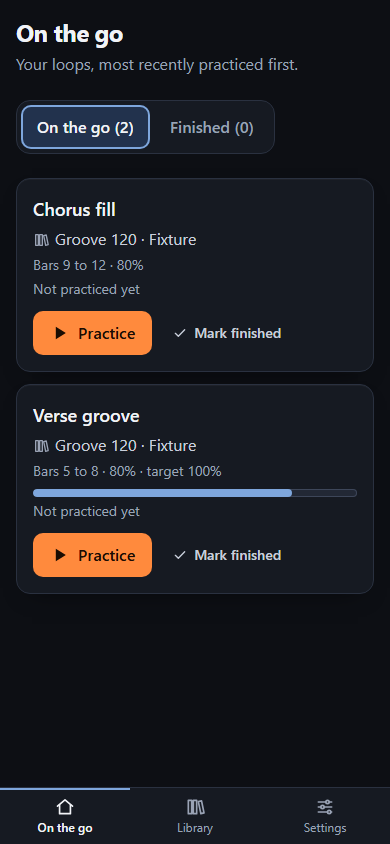 On the go
Your loops, most recently practiced first.
On the go (2)
Finished (0)
Chorus fill
Groove 120 · Fixture
Bars 9 to 12 · 80%
Not practiced yet
Practice
Mark finished
Verse groove
Groove 120 · Fixture
Bars 5 to 8 · 80% · target 100%
Not practiced yet
Practice
Mark finished
On the go
Library
Settings